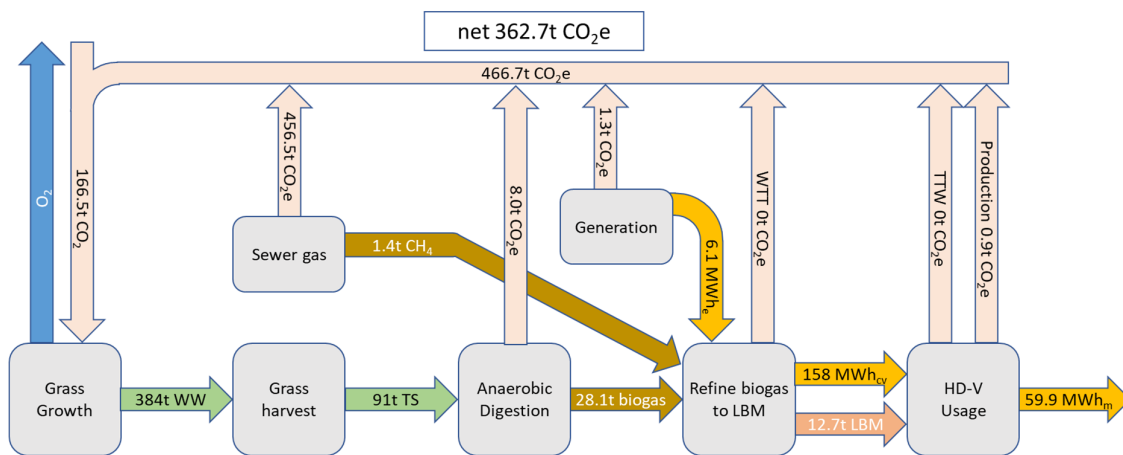 net 362.7t CO₂e
466.7t CO₂e
O₂
166.5t CO₂
456.5t CO₂e
8.0t CO₂e
1.3t CO₂e
WTT 0t CO₂e
TTW 0t CO₂e
Production 0.9t CO₂e
Sewer gas
1.4t CH₄
Generation
6.1 MWhₑ
Grass
Growth
384t WW
Grass
harvest
91t TS
Anaerobic
Digestion
28.1t biogas
Refine biogas
to LBM
158 MWh_cv
12.7t LBM
HD-V
Usage
59.9 MWhₘ